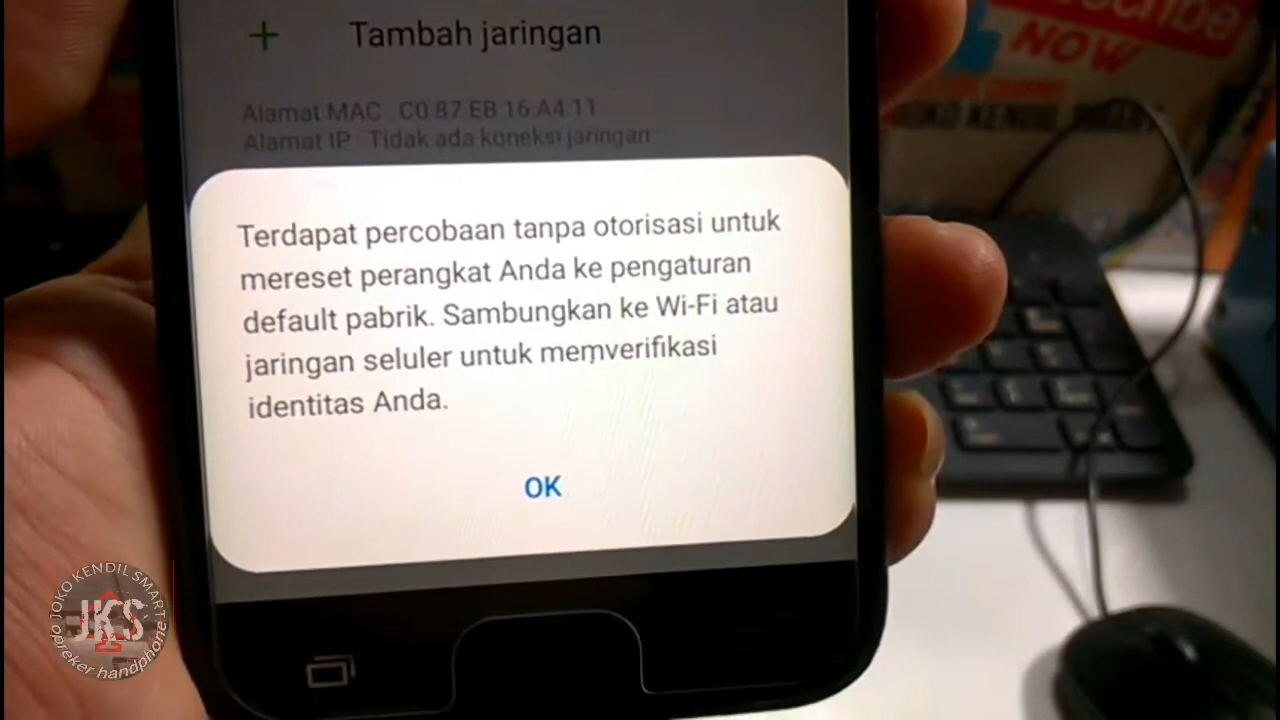 Tambah jaringan
Alamat MAC C0:87:EB:16:A4:11
Alamat IP Tidak ada koneksi jaringan
Terdapat percobaan tanpa otorisasi untuk
mereset perangkat Anda ke pengaturan
default pabrik. Sambungkan ke Wi-Fi atau
jaringan seluler untuk memverifikasi
identitas Anda.
OK
NOW
JOKO KENDIL SMART
JKS
opreker handphone